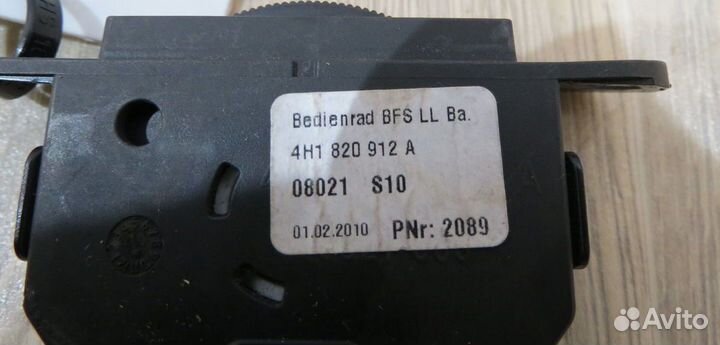 Bedienrad BFS LL Ba.
4H1 820 912 A
08021 S10
01.02.2010 PNr: 2089
Avito